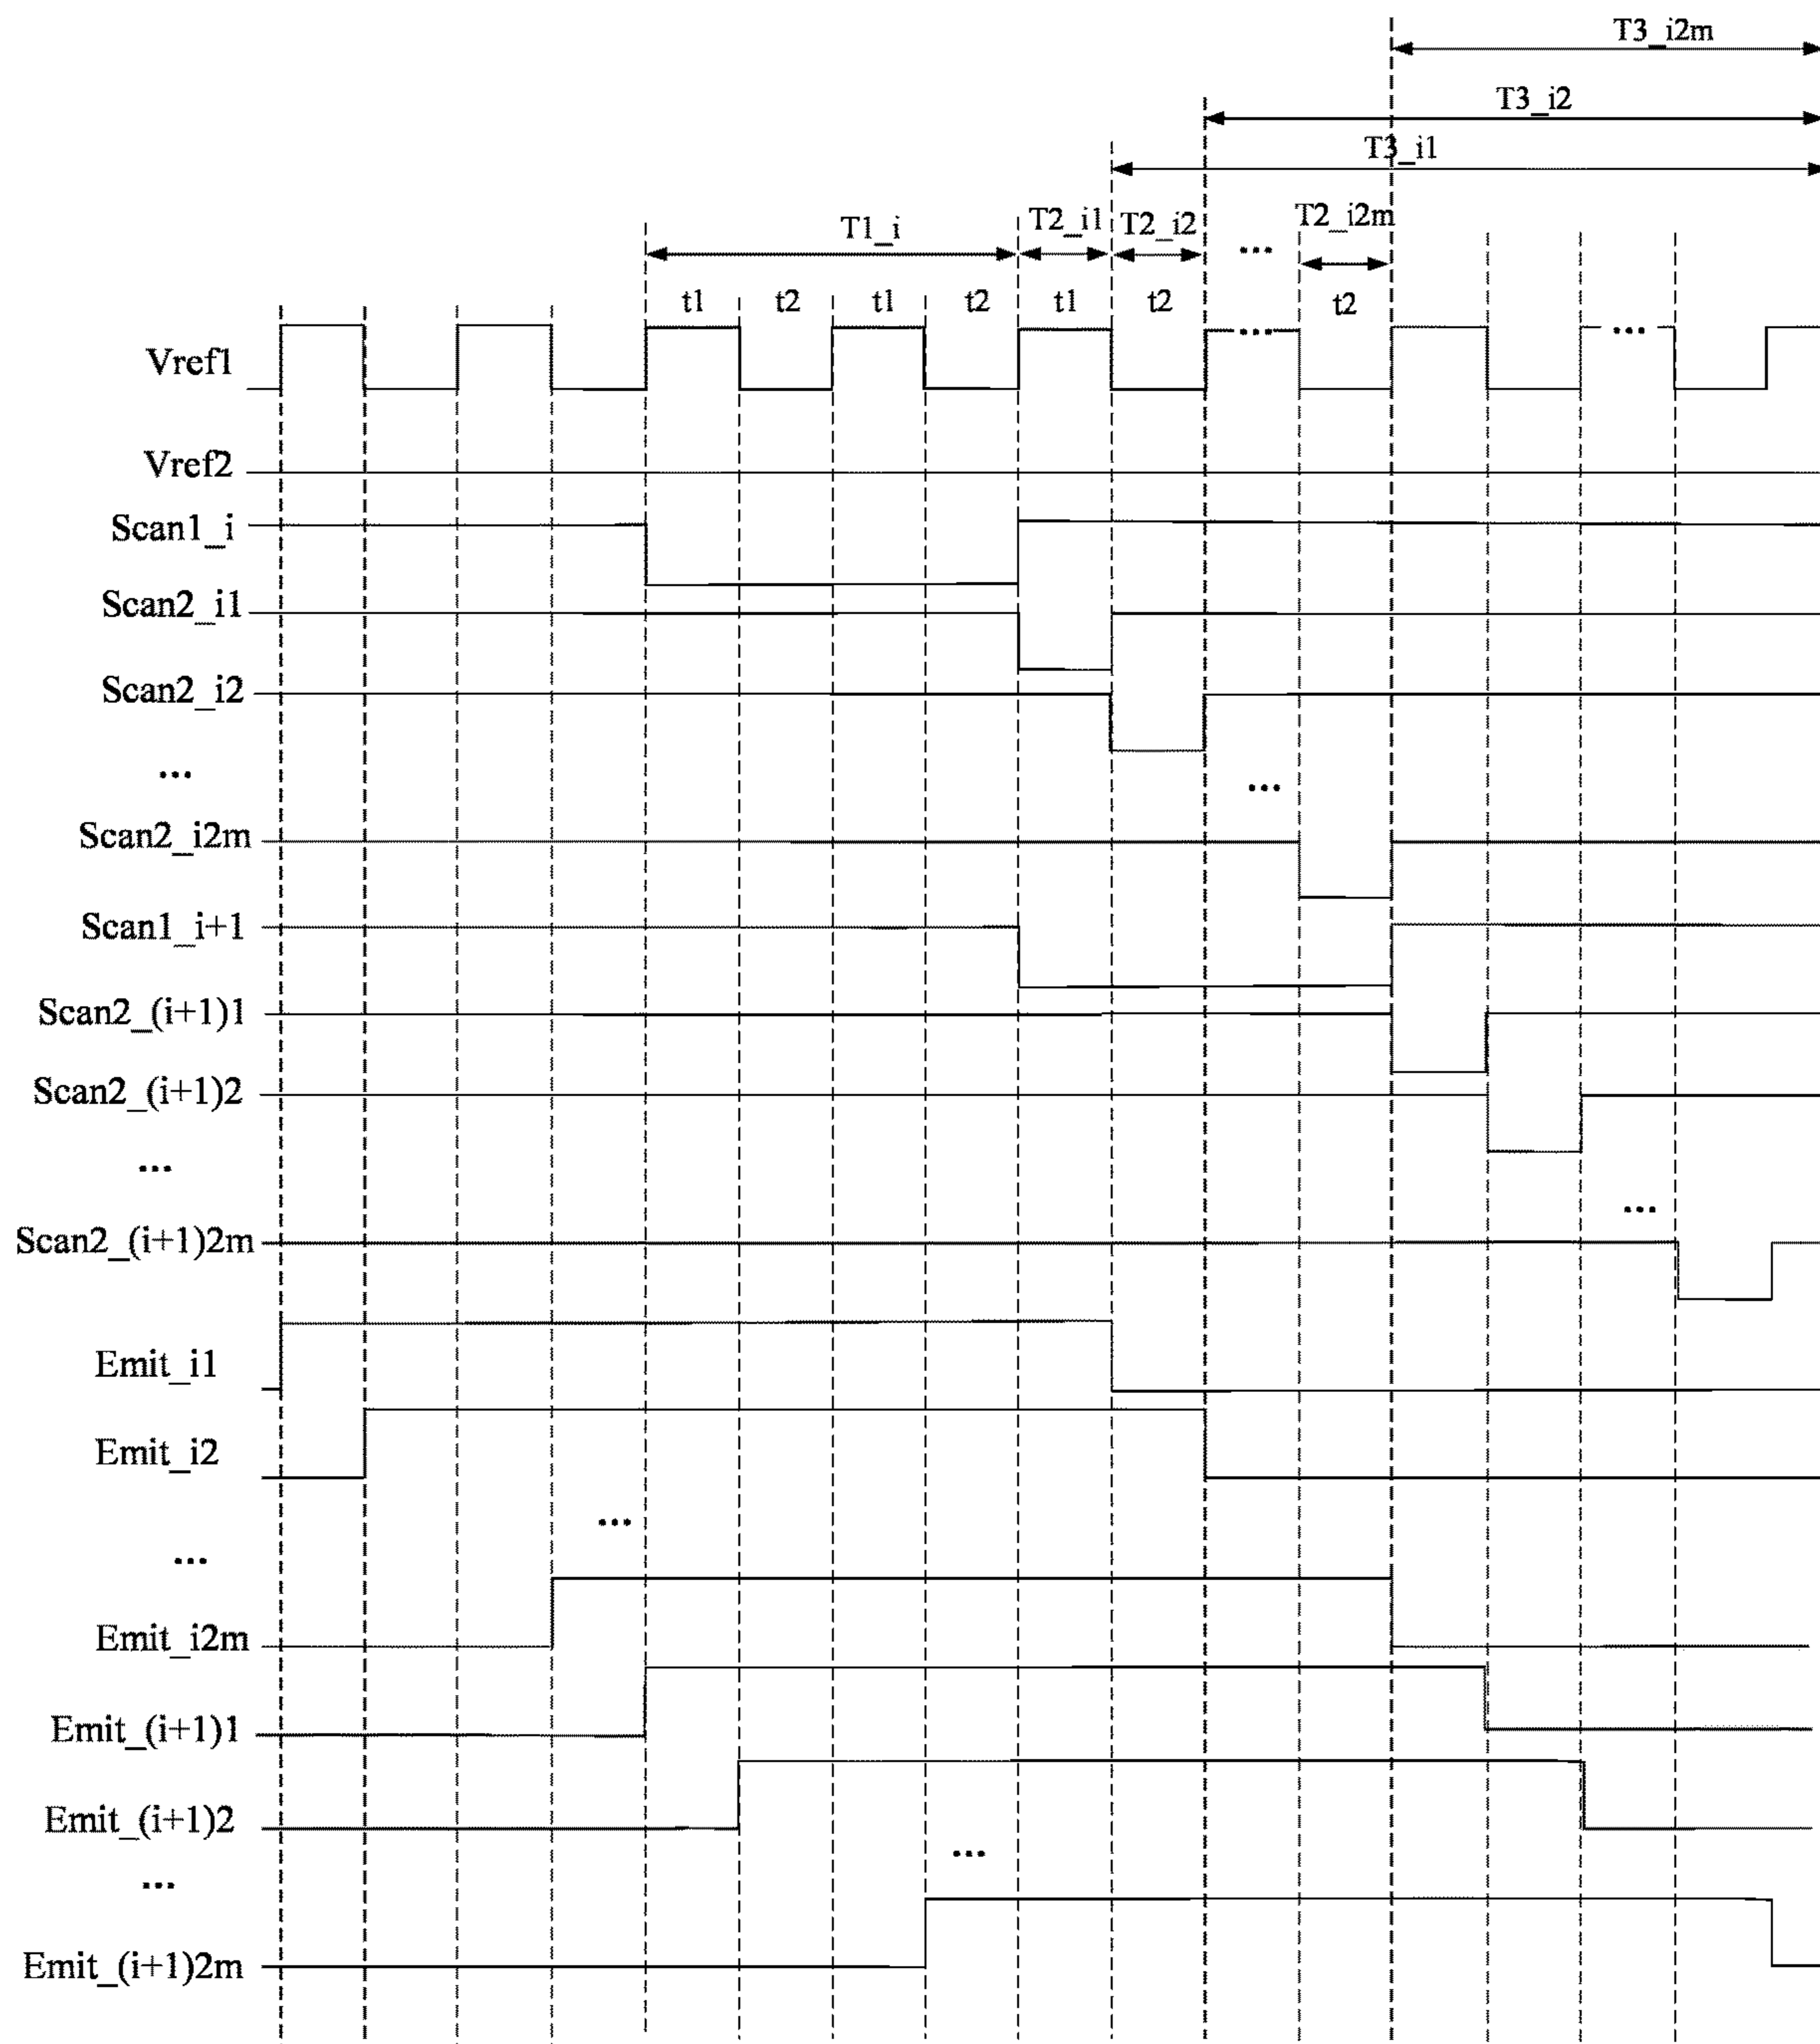 T3_i2m
T3_i2
T3_i1
T1_i T2_i1 T2_i2 ... T2_i2m
t1 t2 t1 t2 t1 t2 t2
Vref1 ... ...
Vref2
Scan1_i
Scan2_i1
Scan2_i2
... ...
Scan2_i2m
Scan1_i+1
Scan2_(i+1)1
Scan2_(i+1)2
...
...
Scan2_(i+1)2m
Emit_i1
Emit_i2
...
...
Emit_i2m
Emit_(i+1)1
Emit_(i+1)2
...
...
Emit_(i+1)2m